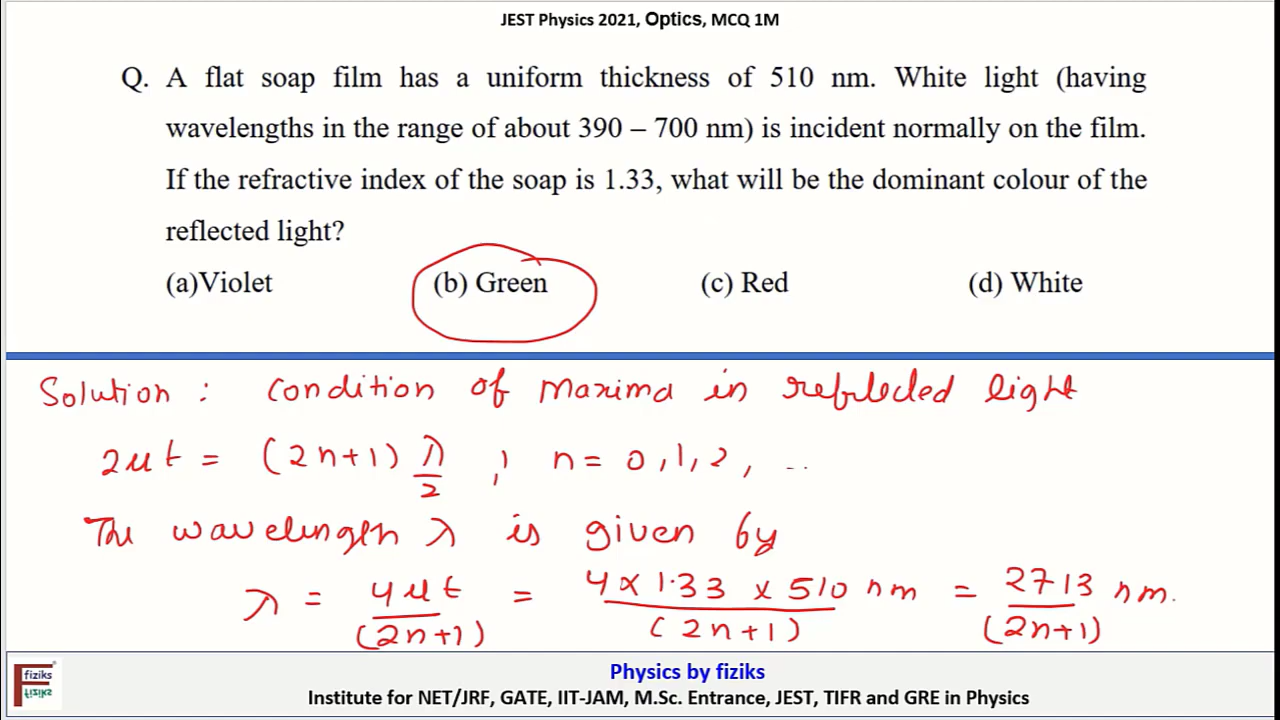 JEST Physics 2021, Optics, MCQ 1M
Q. A flat soap film has a uniform thickness of 510 nm. White light (having
wavelengths in the range of about 390 – 700 nm) is incident normally on the film.
If the refractive index of the soap is 1.33, what will be the dominant colour of the
reflected light?
(a)Violet (b) Green (c) Red (d) White
Solution : condition of maxima in reflected light
2μt = (2n+1) λ/2 ; n = 0,1,2, ...
The wavelength λ is given by
λ = 4μt/(2n+1) = 4×1.33×510 nm/(2n+1) = 2713/(2n+1) nm.
fiziks
Physics by fiziks
Institute for NET/JRF, GATE, IIT-JAM, M.Sc. Entrance, JEST, TIFR and GRE in Physics